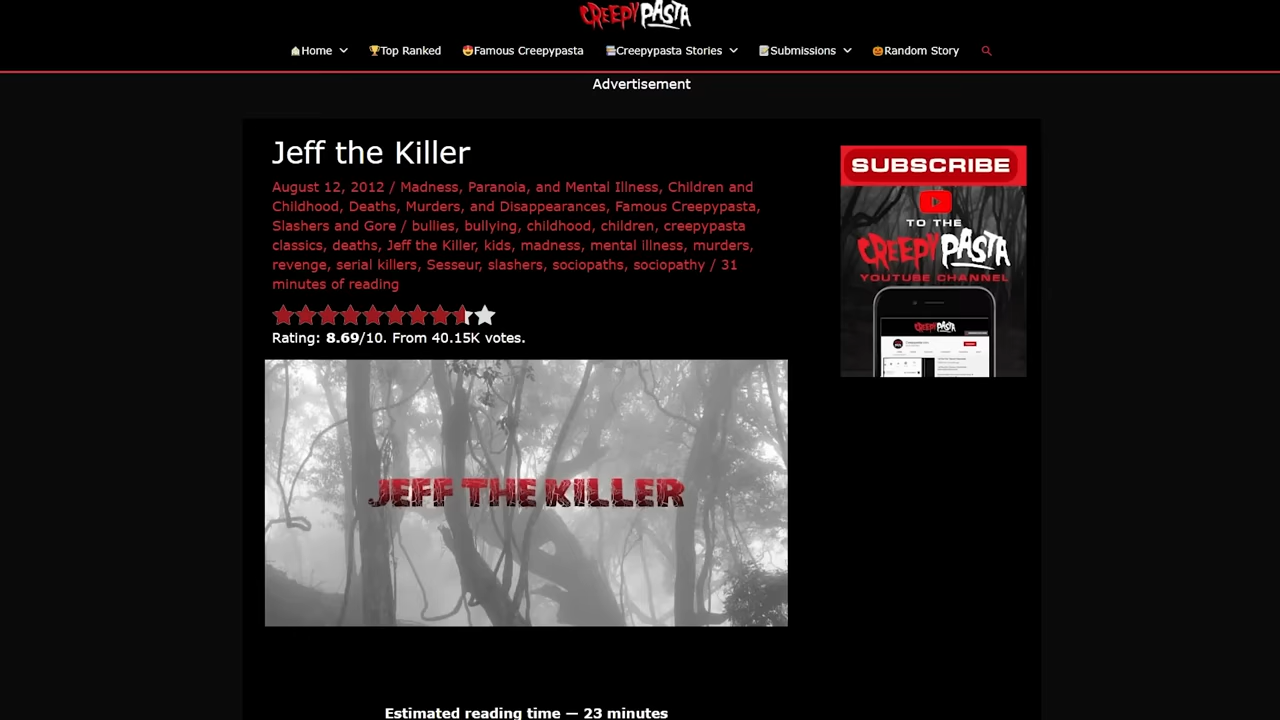 CREEPYPASTA
Home
Top Ranked
Famous Creepypasta
Creepypasta Stories
Submissions
Random Story
Advertisement
Jeff the Killer
August 12, 2012 / Madness, Paranoia, and Mental Illness, Children and
Childhood, Deaths, Murders, and Disappearances, Famous Creepypasta,
Slashers and Gore / bullies, bullying, childhood, children, creepypasta
classics, deaths, Jeff the Killer, kids, madness, mental illness, murders,
revenge, serial killers, Sesseur, slashers, sociopaths, sociopathy / 31
minutes of reading
Rating: 8.69/10. From 40.15K votes.
JEFF THE KILLER
Estimated reading time — 23 minutes
SUBSCRIBE
TO THE
CREEPYPASTA
YOUTUBE CHANNEL
CREEPYPASTA